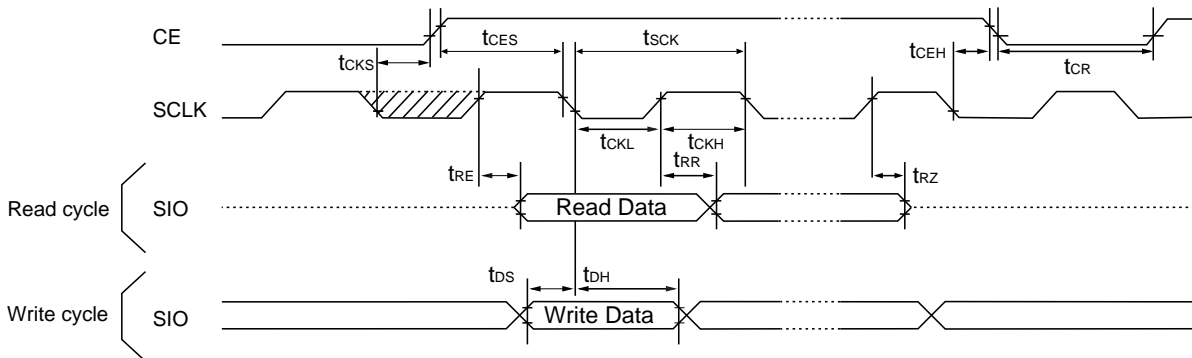 CE
tCES
tSCK
tCEH
tCKS
tCR
SCLK
tCKL
tCKH
tRE
tRR
tRZ
Read cycle
SIO
Read Data
tDS
tDH
Write cycle
SIO
Write Data